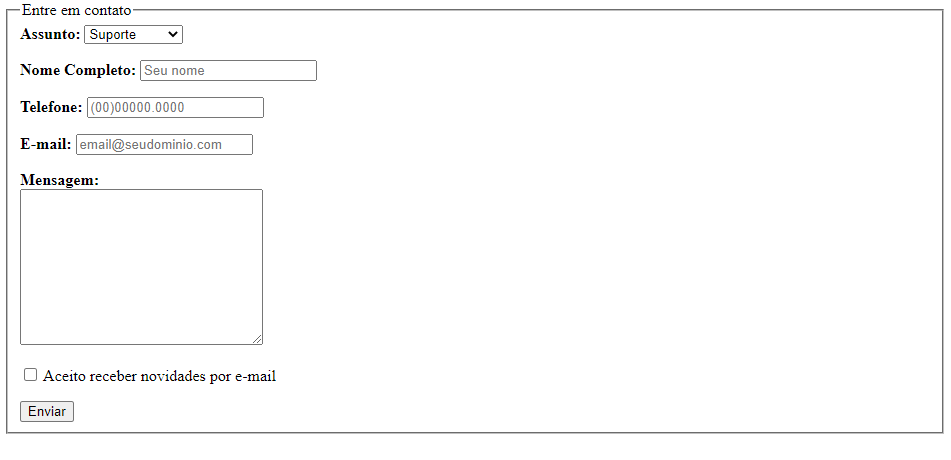 Entre em contato
Assunto: Suporte
Nome Completo: Seu nome
Telefone: (00)00000.0000
E-mail: email@seudominio.com
Mensagem:
Aceito receber novidades por e-mail
Enviar